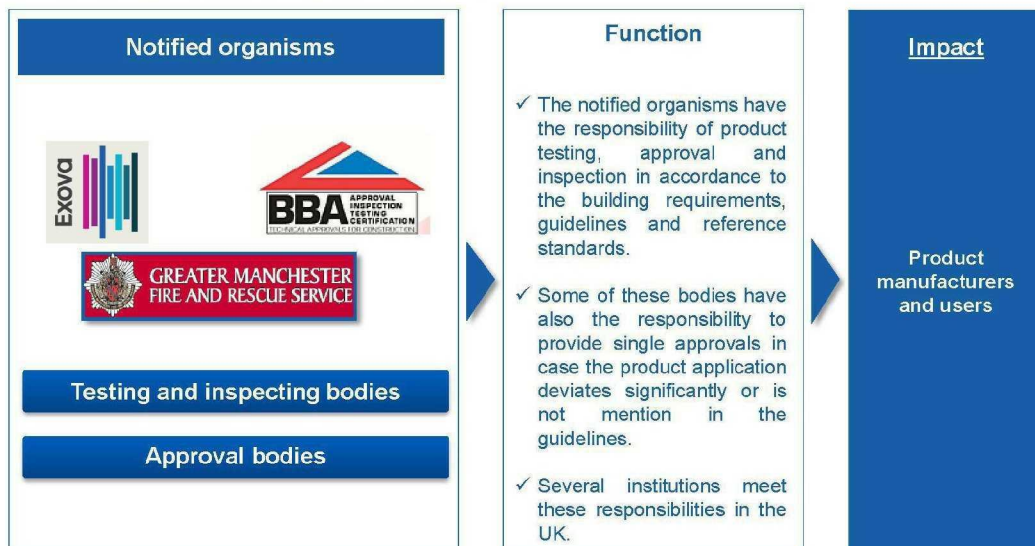 Notified organisms
Exova
BBA
APPROVAL
INSPECTION
TESTING
CERTIFICATION
TECHNICAL APPROVALS FOR CONSTRUCTION
GREATER MANCHESTER
FIRE AND RESCUE SERVICE
Testing and inspecting bodies
Approval bodies
Function
✓ The notified organisms have
the responsibility of product
testing, approval and
inspection in accordance to
the building requirements,
guidelines and reference
standards.
✓ Some of these bodies have
also the responsibility to
provide single approvals in
case the product application
deviates significantly or is
not mention in the
guidelines.
✓ Several institutions meet
these responsibilities in the
UK.
Impact
Product
manufacturers
and users